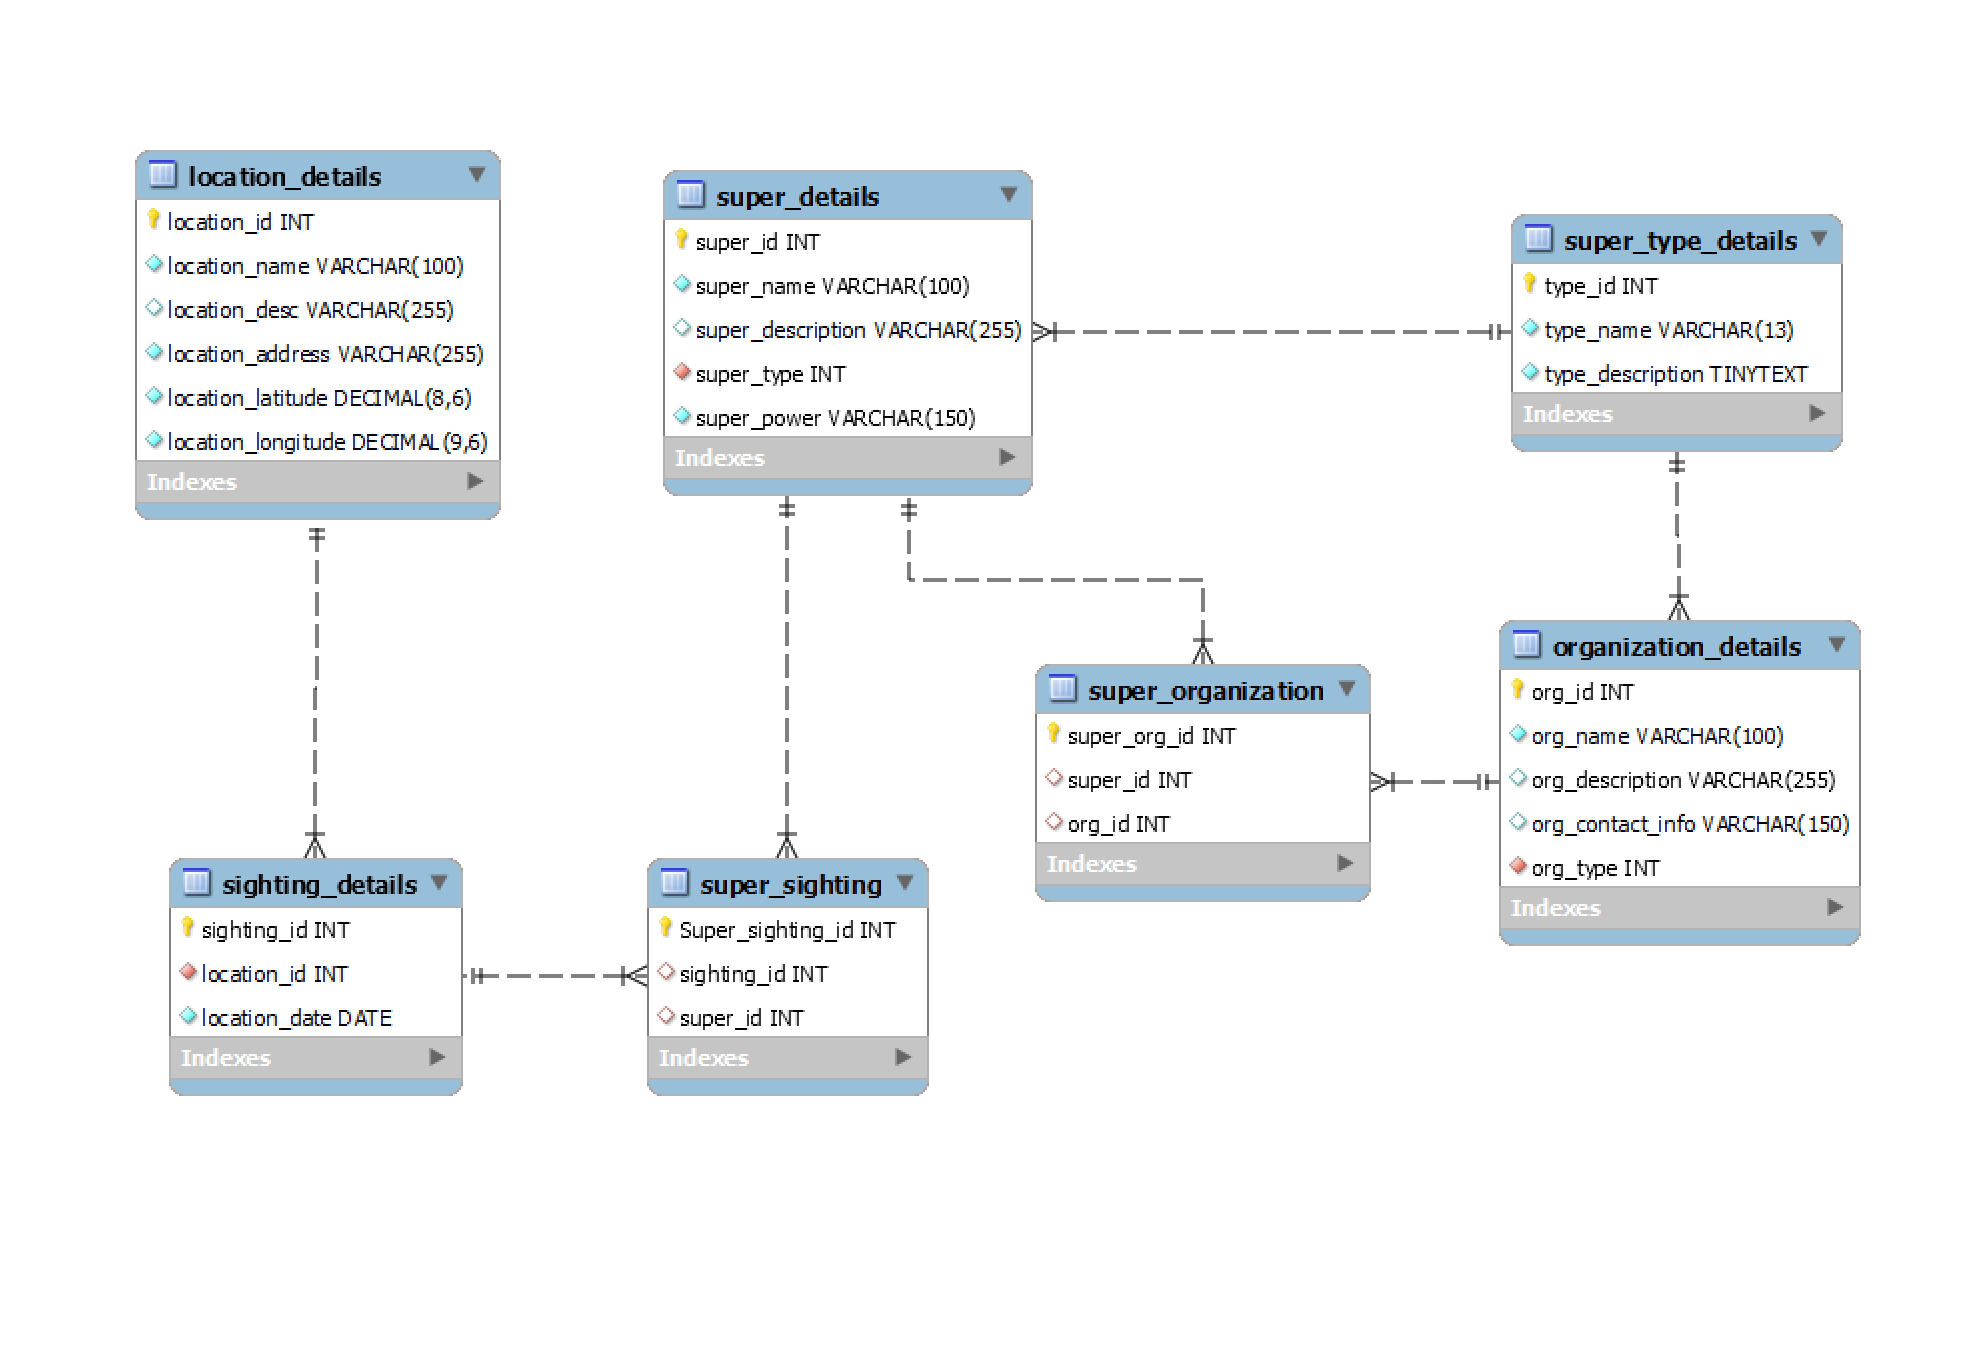 location_details
location_id INT
location_name VARCHAR(100)
location_desc VARCHAR(255)
location_address VARCHAR(255)
location_latitude DECIMAL(8,6)
location_longitude DECIMAL(9,6)
Indexes
super_details
super_id INT
super_name VARCHAR(100)
super_description VARCHAR(255)
super_type INT
super_power VARCHAR(150)
Indexes
super_type_details
type_id INT
type_name VARCHAR(13)
type_description TINYTEXT
Indexes
super_organization
super_org_id INT
super_id INT
org_id INT
Indexes
organization_details
org_id INT
org_name VARCHAR(100)
org_description VARCHAR(255)
org_contact_info VARCHAR(150)
org_type INT
Indexes
sighting_details
sighting_id INT
location_id INT
location_date DATE
Indexes
super_sighting
Super_sighting_id INT
sighting_id INT
super_id INT
Indexes